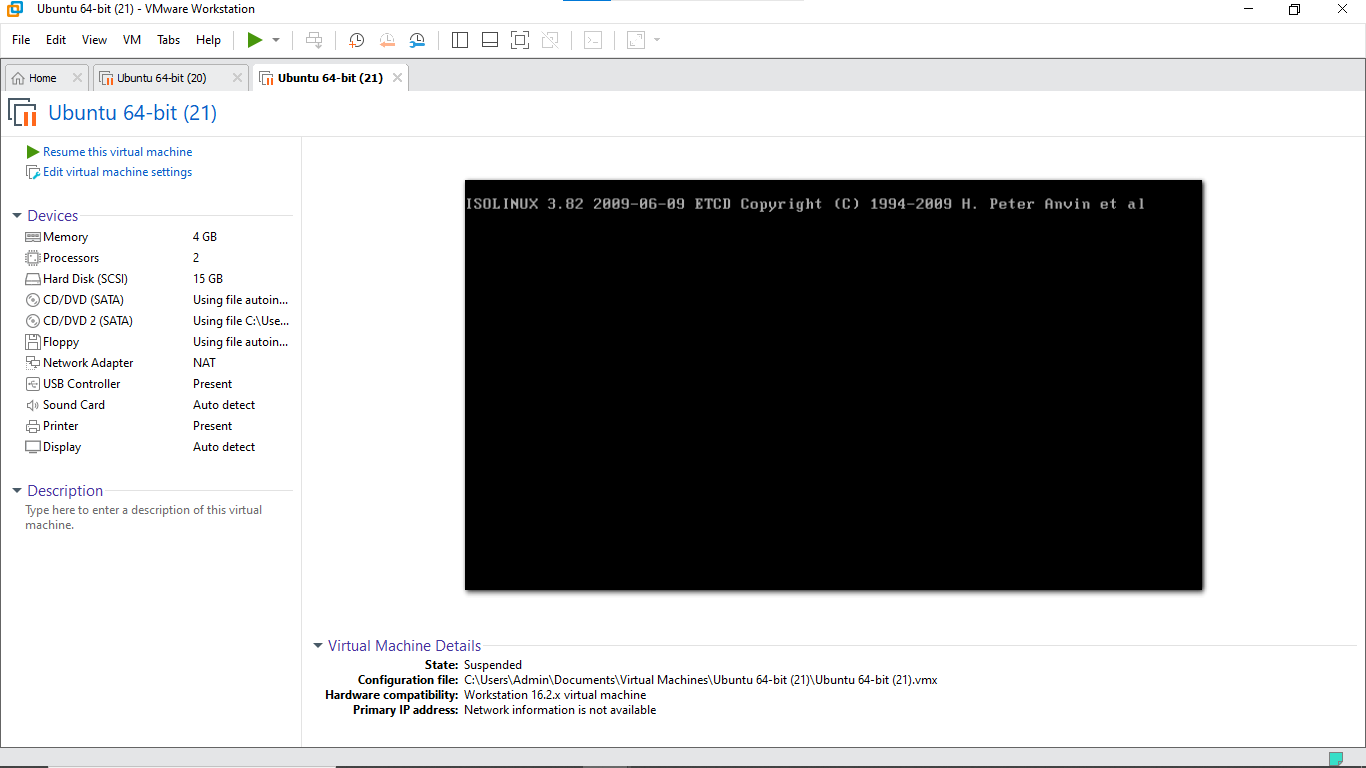 Ubuntu 64-bit (21) - VMware Workstation
File Edit View VM Tabs Help
Home Ubuntu 64-bit (20) Ubuntu 64-bit (21)
Ubuntu 64-bit (21)
Resume this virtual machine
Edit virtual machine settings
Devices
Memory 4 GB
Processors 2
Hard Disk (SCSI) 15 GB
CD/DVD (SATA) Using file autoin...
CD/DVD 2 (SATA) Using file C:\Use...
Floppy Using file autoin...
Network Adapter NAT
USB Controller Present
Sound Card Auto detect
Printer Present
Display Auto detect
Description
Type here to enter a description of this virtual
machine.
ISOLINUX 3.82 2009-06-09 ETCD Copyright (C) 1994-2009 H. Peter Anvin et al
Virtual Machine Details
State: Suspended
Configuration file: C:\Users\Admin\Documents\Virtual Machines\Ubuntu 64-bit (21)\Ubuntu 64-bit (21).vmx
Hardware compatibility: Workstation 16.2.x virtual machine
Primary IP address: Network information is not available